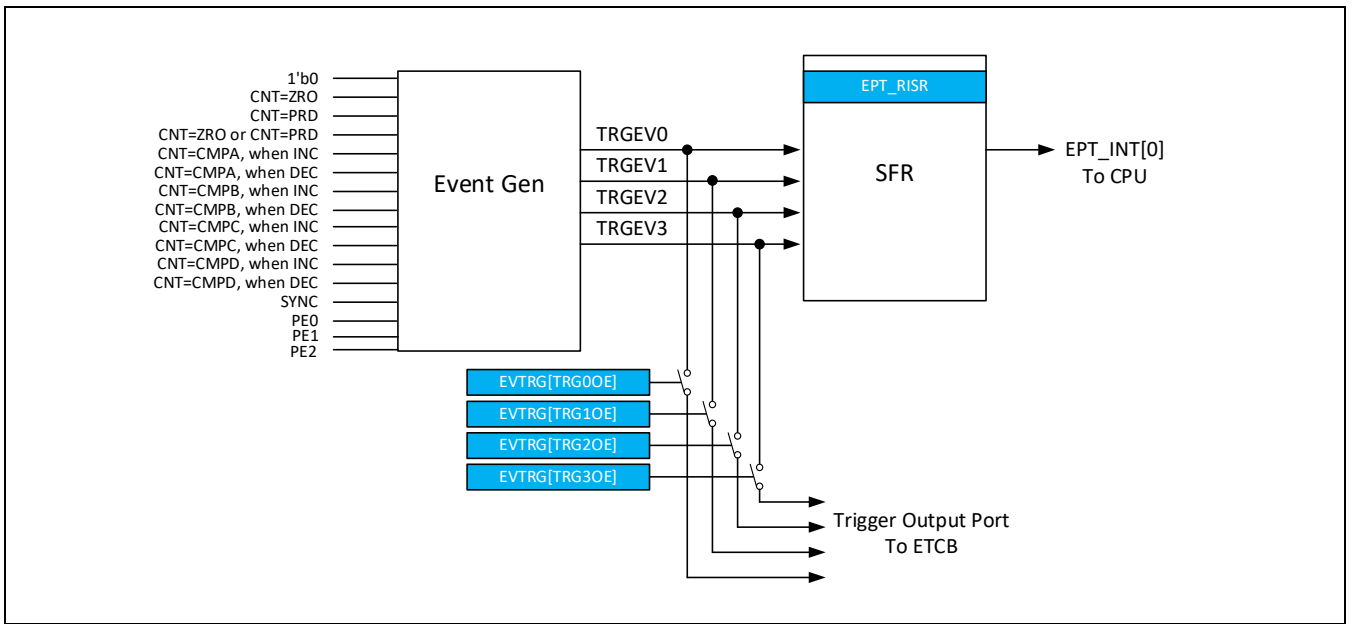 1'b0
CNT=ZRO
CNT=PRD
CNT=ZRO or CNT=PRD
CNT=CMPA, when INC
CNT=CMPA, when DEC
CNT=CMPB, when INC
CNT=CMPB, when DEC
CNT=CMPC, when INC
CNT=CMPC, when DEC
CNT=CMPD, when INC
CNT=CMPD, when DEC
SYNC
PE0
PE1
PE2
Event Gen
TRGEV0
TRGEV1
TRGEV2
TRGEV3
EPT_RISR
SFR
EPT_INT[0]
To CPU
EVTRG[TRG0OE]
EVTRG[TRG1OE]
EVTRG[TRG2OE]
EVTRG[TRG3OE]
Trigger Output Port
To ETCB